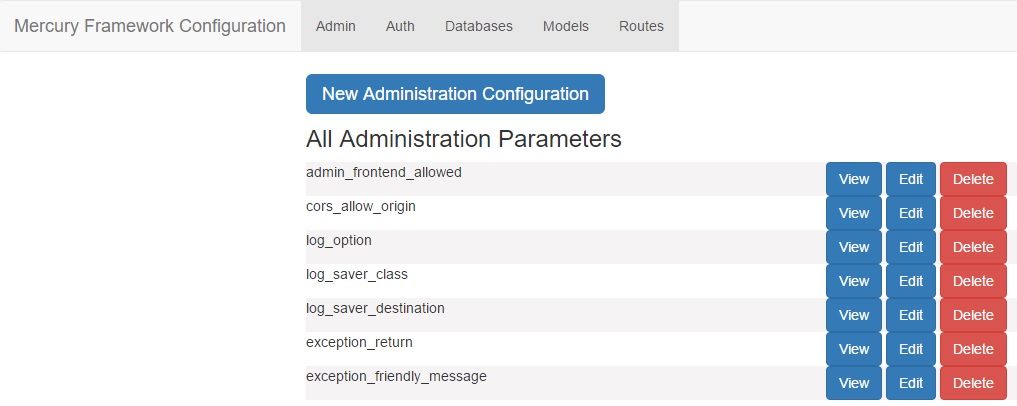 Mercury Framework Configuration Admin Auth Databases Models Routes
New Administration Configuration
All Administration Parameters
admin_frontend_allowed View Edit Delete
cors_allow_origin View Edit Delete
log_option View Edit Delete
log_saver_class View Edit Delete
log_saver_destination View Edit Delete
exception_return View Edit Delete
exception_friendly_message View Edit Delete